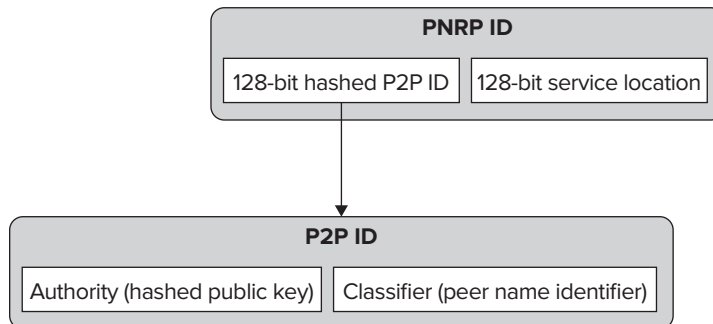 PNRP ID
128-bit hashed P2P ID
128-bit service location
P2P ID
Authority (hashed public key)
Classifier (peer name identifier)